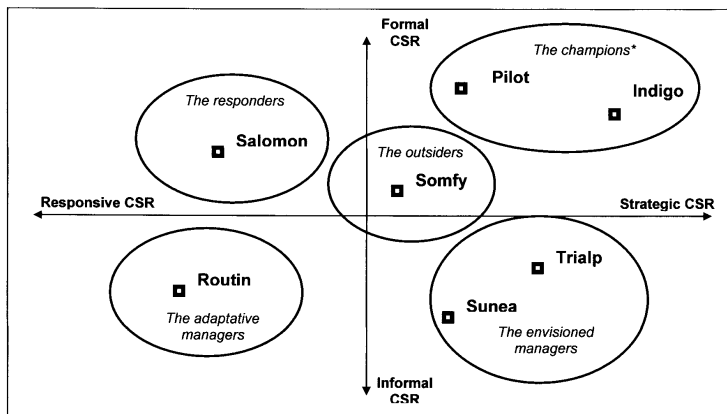 Formal
CSR
The champions*
Pilot
Indigo
The responders
Salomon
The outsiders
Somfy
Responsive CSR
Strategic CSR
Routin
The adaptative
managers
Trialp
Sunea
The envisioned
managers
Informal
CSR